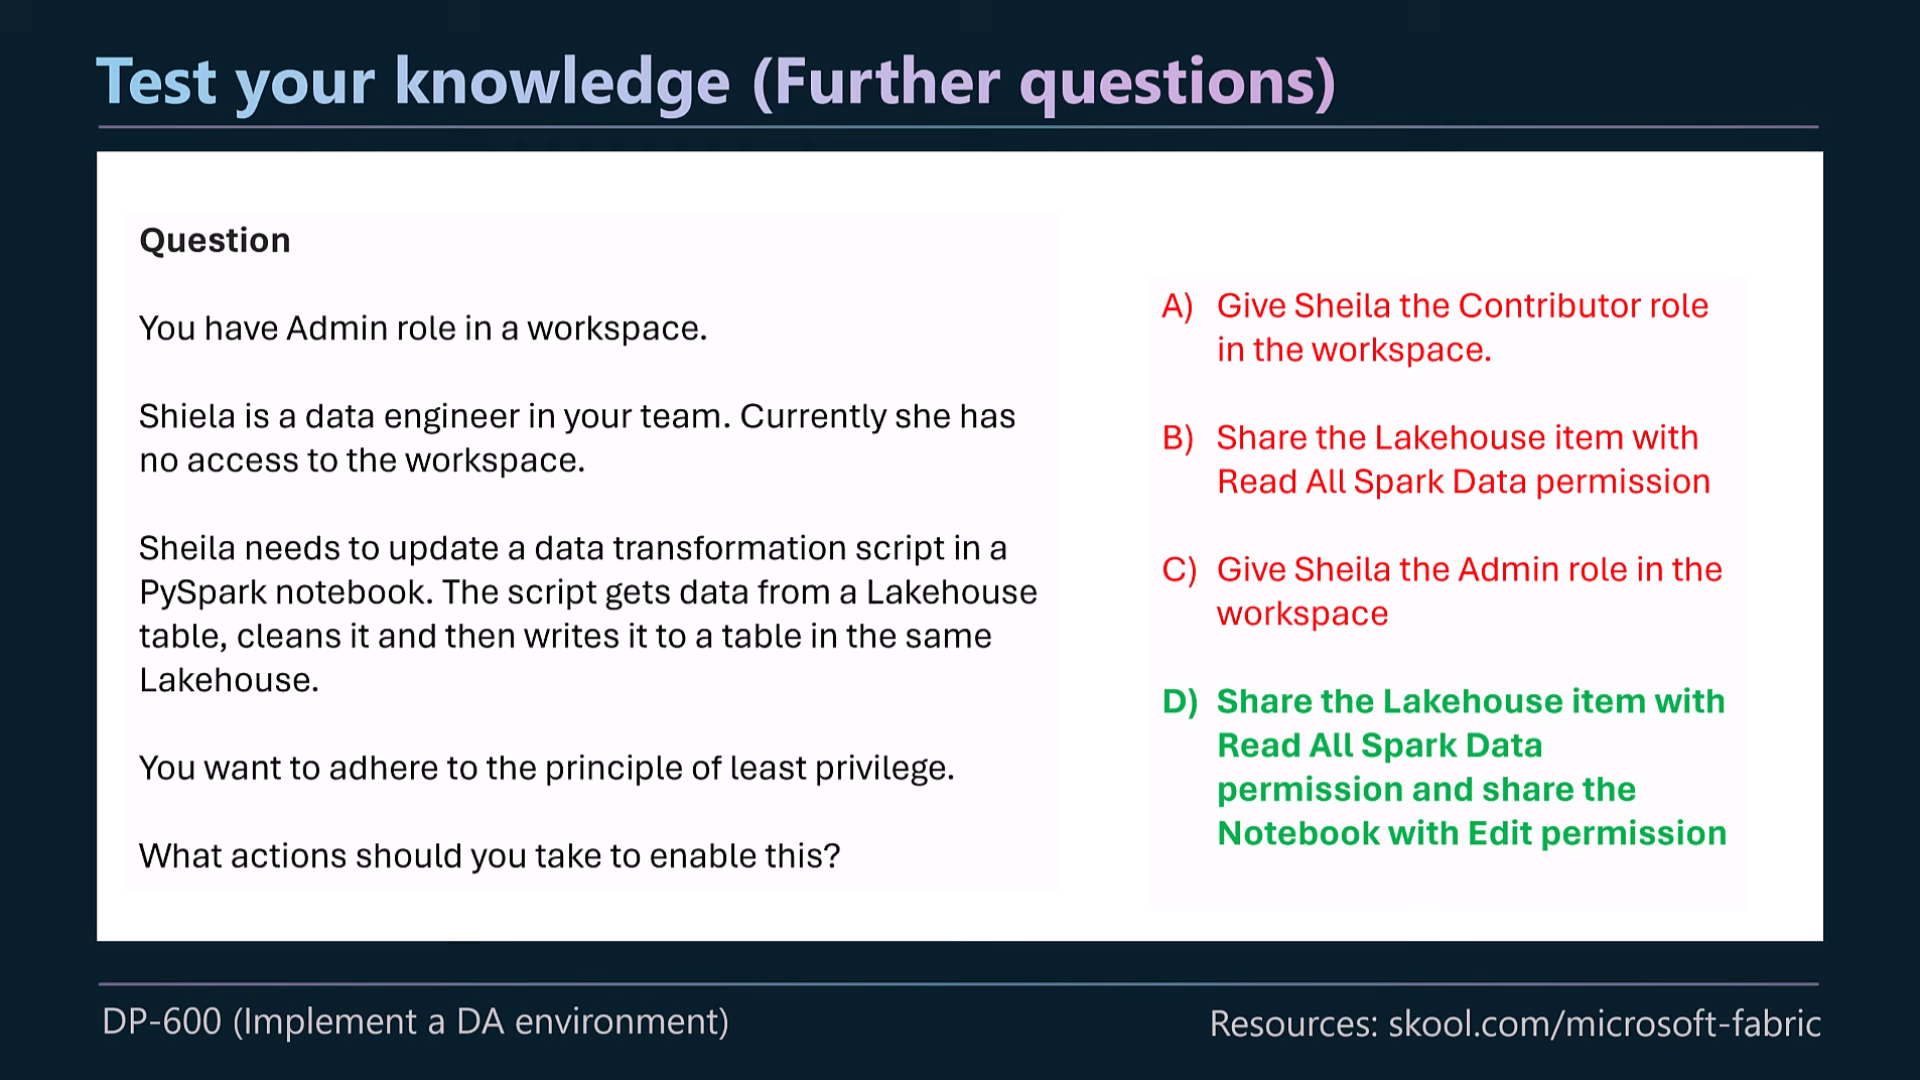 Test your knowledge (Further questions)
Question
You have Admin role in a workspace.
Shiela is a data engineer in your team. Currently she has
no access to the workspace.
Sheila needs to update a data transformation script in a
PySpark notebook. The script gets data from a Lakehouse
table, cleans it and then writes it to a table in the same
Lakehouse.
You want to adhere to the principle of least privilege.
What actions should you take to enable this?
A) Give Sheila the Contributor role
in the workspace.
B) Share the Lakehouse item with
Read All Spark Data permission
C) Give Sheila the Admin role in the
workspace
D) Share the Lakehouse item with
Read All Spark Data
permission and share the
Notebook with Edit permission
DP-600 (Implement a DA environment)
Resources: skool.com/microsoft-fabric